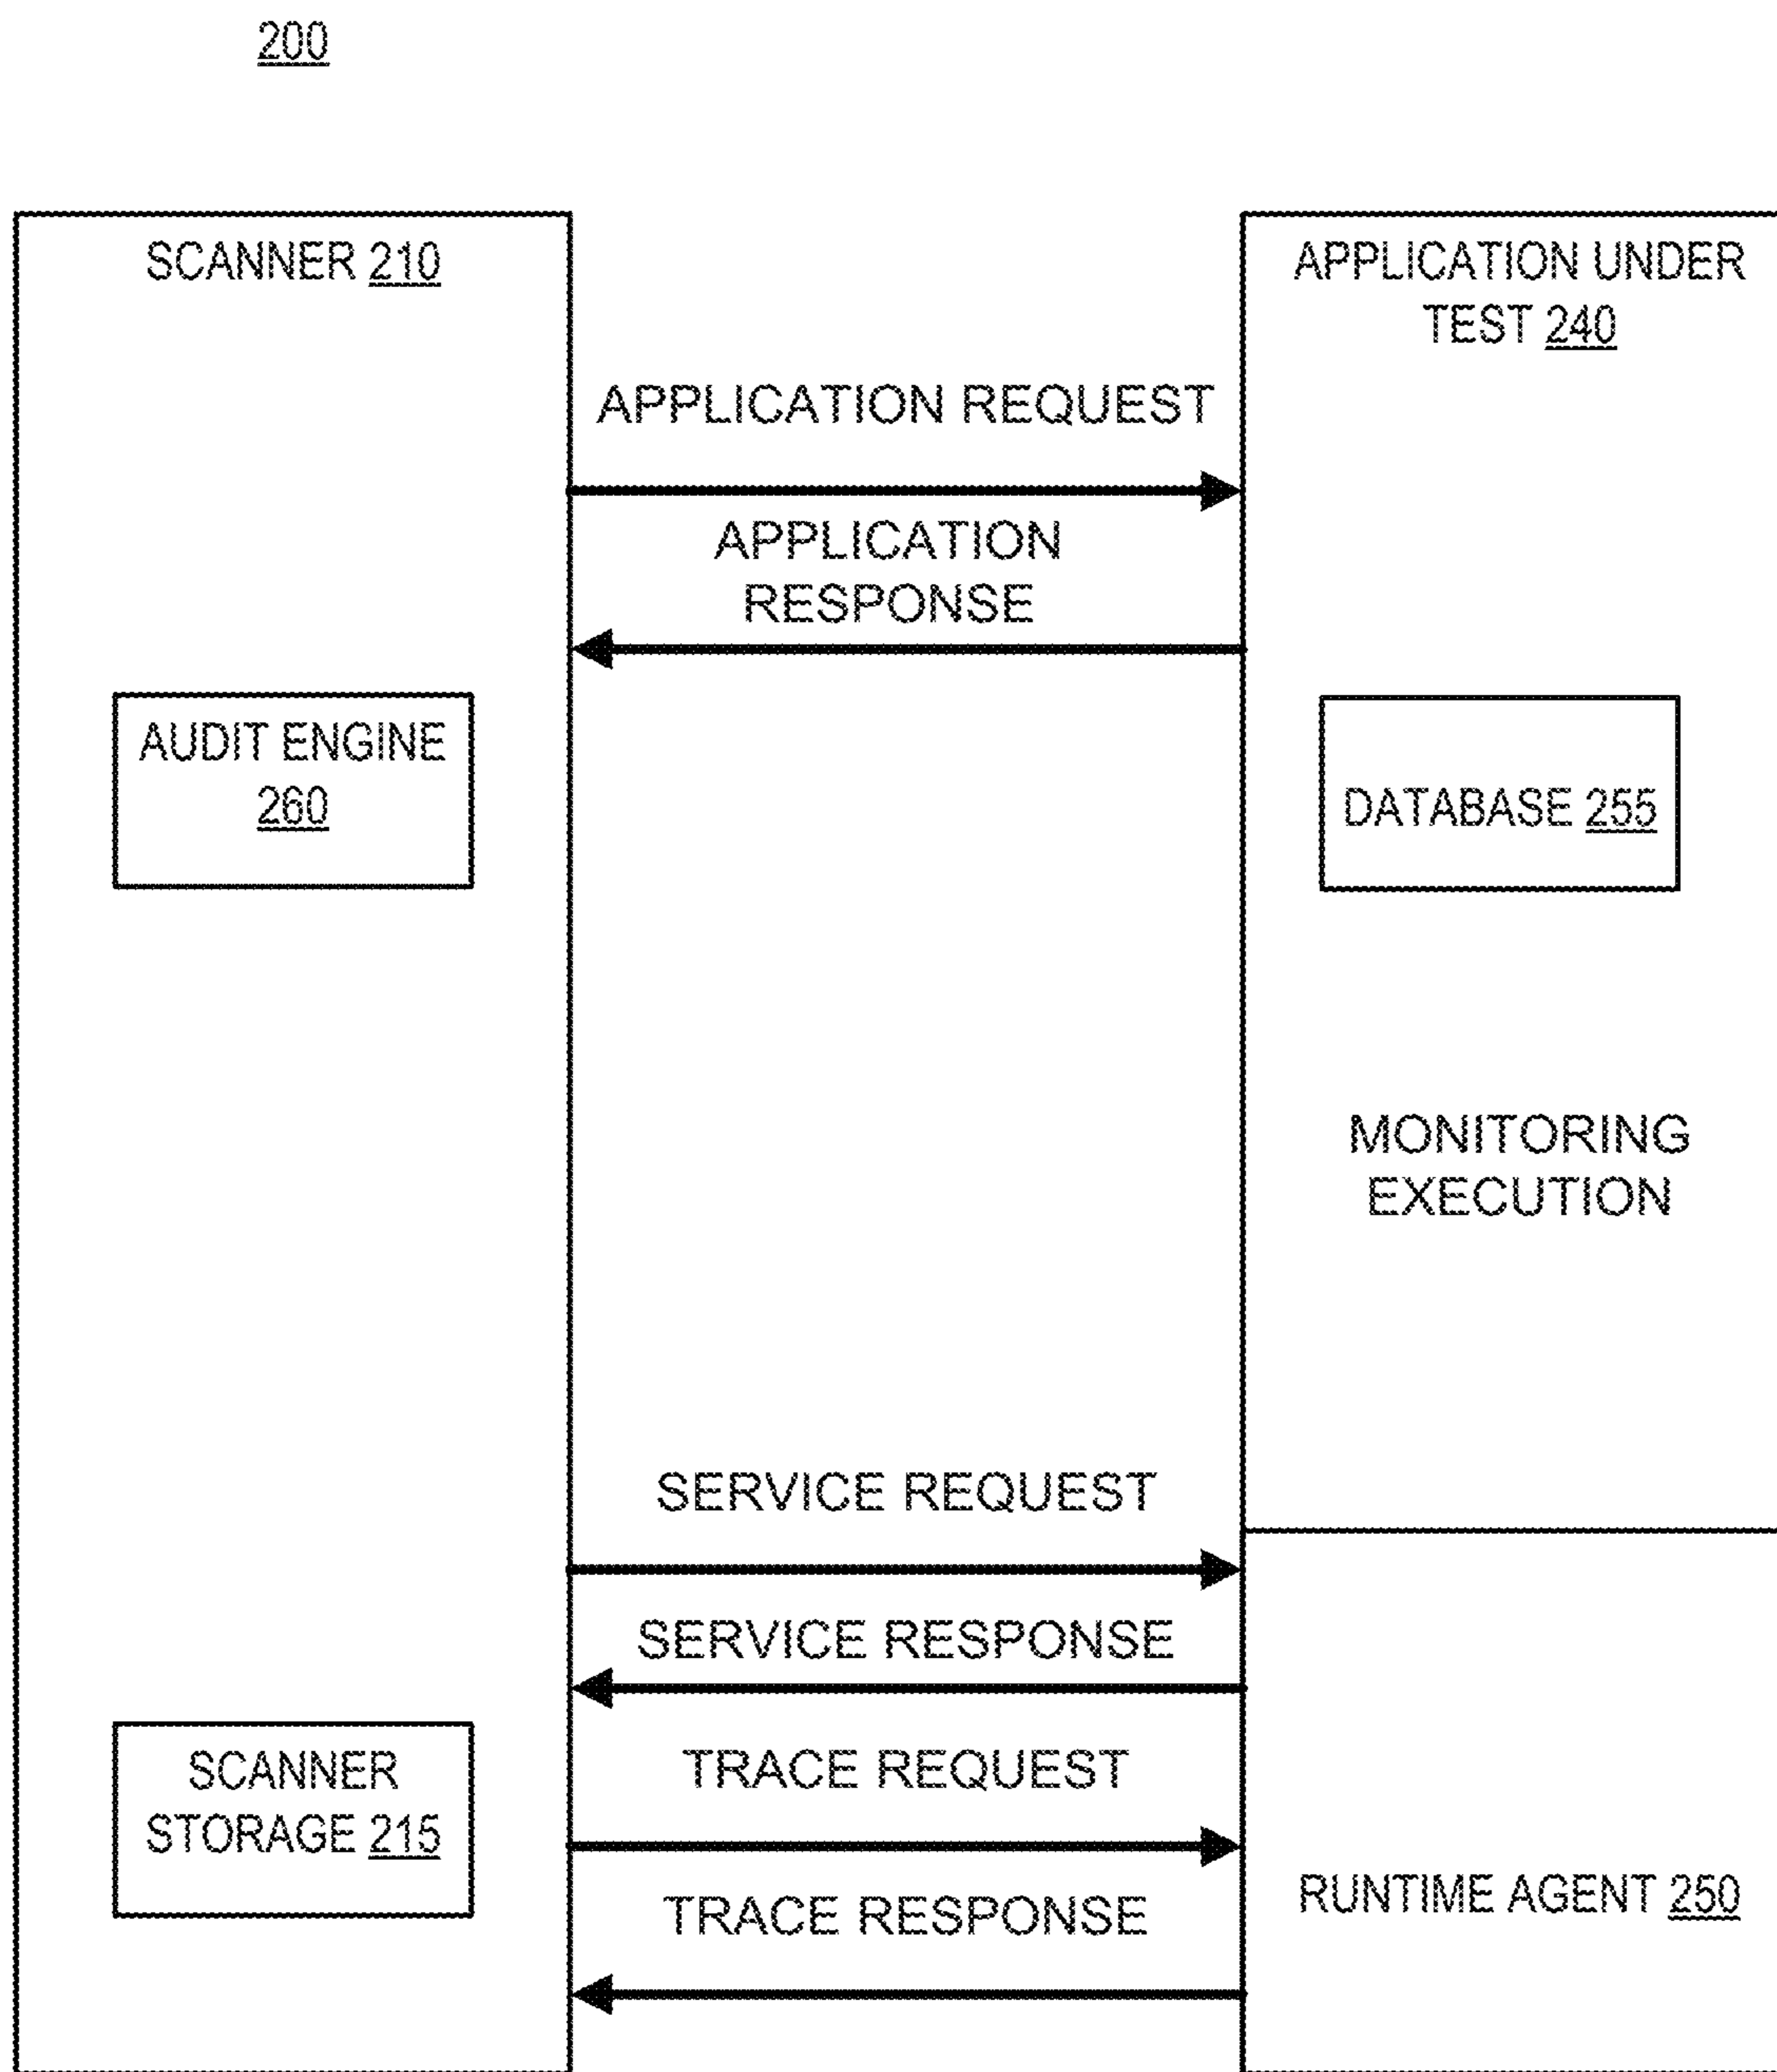 200
SCANNER 210
APPLICATION UNDER
TEST 240
APPLICATION REQUEST
APPLICATION
RESPONSE
AUDIT ENGINE
260
DATABASE 255
MONITORING
EXECUTION
SERVICE REQUEST
SERVICE RESPONSE
TRACE REQUEST
SCANNER
STORAGE 215
TRACE RESPONSE
RUNTIME AGENT 250